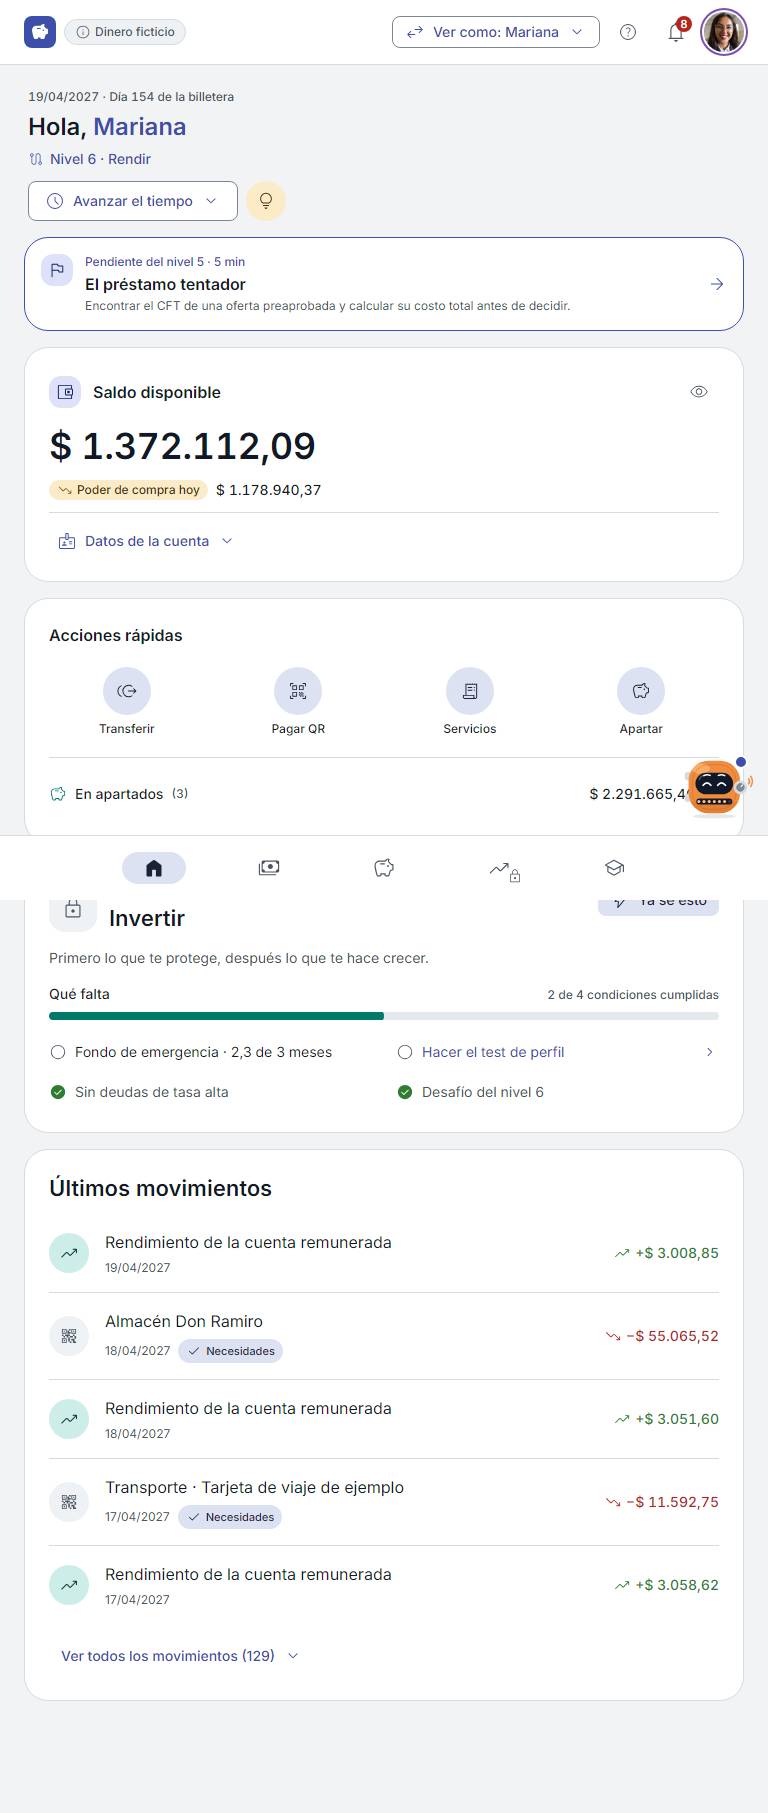 Dinero ficticio
Ver como: Mariana
8
19/04/2027 · Día 154 de la billetera
Hola, Mariana
Nivel 6 · Rendir
Avanzar el tiempo
Pendiente del nivel 5 · 5 min
El préstamo tentador
Encontrar el CFT de una oferta preaprobada y calcular su costo total antes de decidir.
Saldo disponible
$ 1.372.112,09
Poder de compra hoy $ 1.178.940,37
Datos de la cuenta
Acciones rápidas
Transferir Pagar QR Servicios Apartar
En apartados (3) $ 2.291.665,4
Invertir
Ya sé esto
Primero lo que te protege, después lo que te hace crecer.
Qué falta 2 de 4 condiciones cumplidas
Fondo de emergencia · 2,3 de 3 meses Hacer el test de perfil
Sin deudas de tasa alta Desafío del nivel 6
Últimos movimientos
Rendimiento de la cuenta remunerada
19/04/2027
+$ 3.008,85
Almacén Don Ramiro
18/04/2027 Necesidades
−$ 55.065,52
Rendimiento de la cuenta remunerada
18/04/2027
+$ 3.051,60
Transporte · Tarjeta de viaje de ejemplo
17/04/2027 Necesidades
−$ 11.592,75
Rendimiento de la cuenta remunerada
17/04/2027
+$ 3.058,62
Ver todos los movimientos (129)